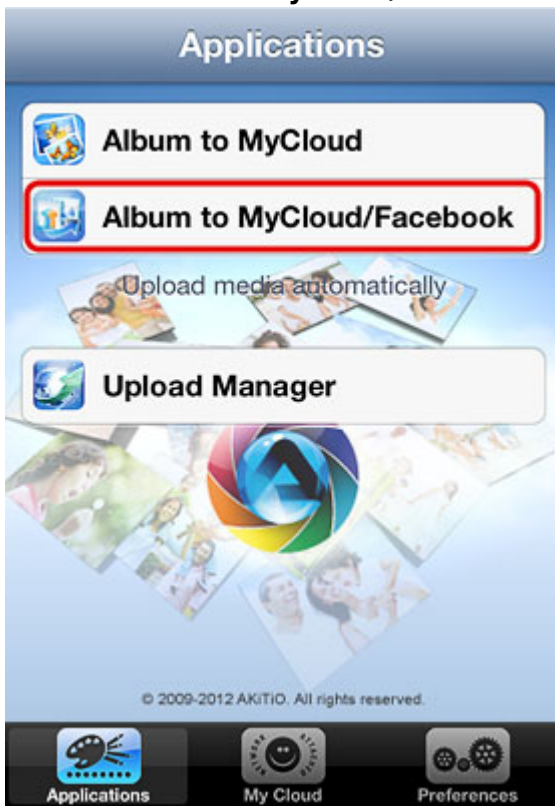 Applications
Album to MyCloud
Album to MyCloud/Facebook
Upload media automatically
Upload Manager
© 2009-2012 AKiTiO. All rights reserved.
Applications
My Cloud
Preferences